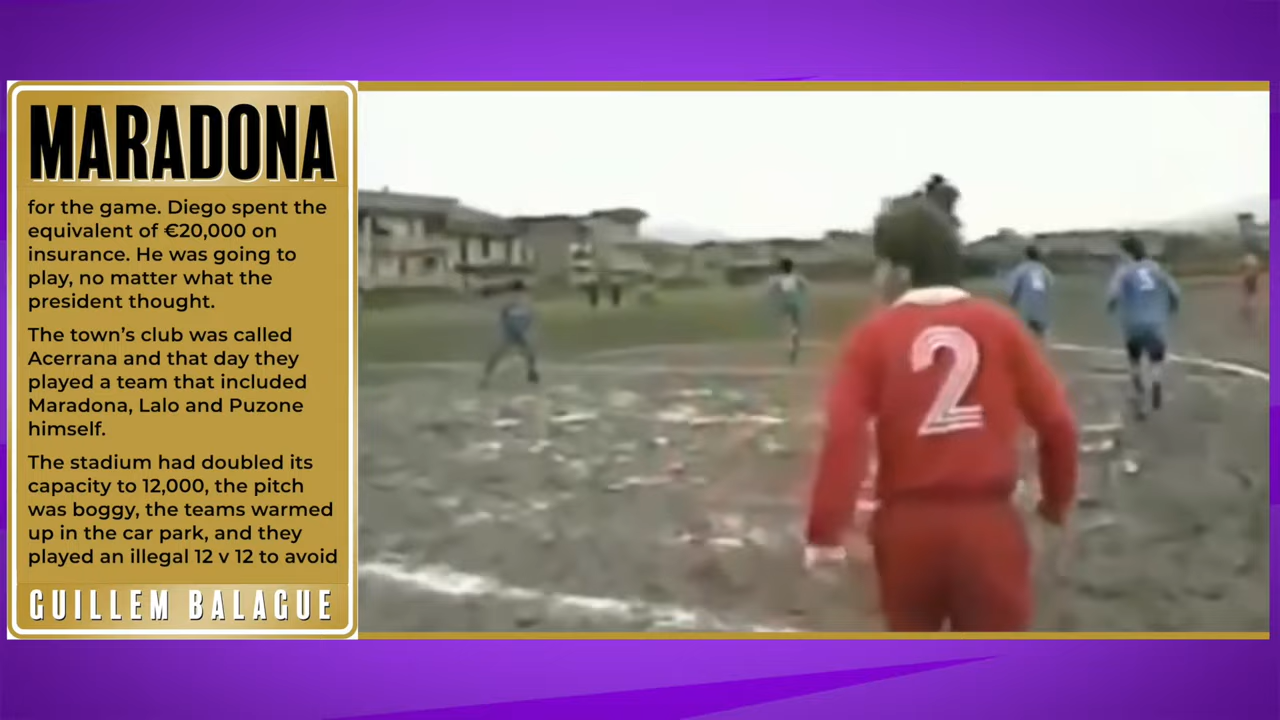 MARADONA
for the game. Diego spent the
equivalent of €20,000 on
insurance. He was going to
play, no matter what the
president thought.
The town’s club was called
Acerrana and that day they
played a team that included
Maradona, Lalo and Puzone
himself.
The stadium had doubled its
capacity to 12,000, the pitch
was boggy, the teams warmed
up in the car park, and they
played an illegal 12 v 12 to avoid
GUILLEM BALAGUE
2